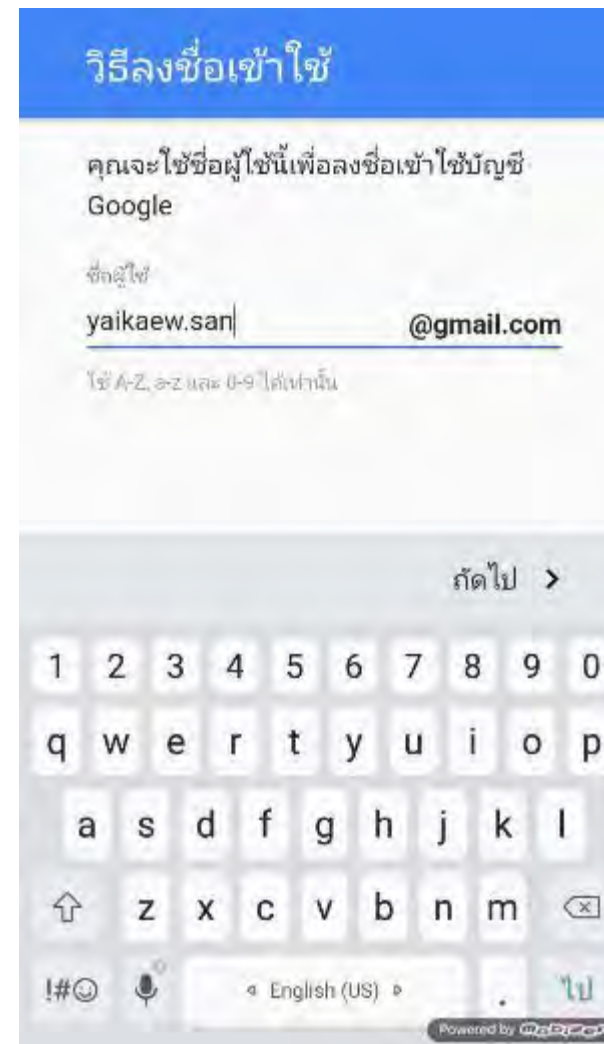 วิธีลงชื่อเข้าใช้
คุณจะใช้ชื่อผู้ใช้นี้เพื่อลงชื่อเข้าใช้บัญชี
Google
ชื่อผู้ใช้
yaikaew.san @gmail.com
ใช้ A-Z, a-z และ 0-9 ได้เท่านั้น
ถัดไป >
1 2 3 4 5 6 7 8 9 0
q w e r t y u i o p
a s d f g h j k l
z x c v b n m
!#☺ English (US) . ไป
Powered by